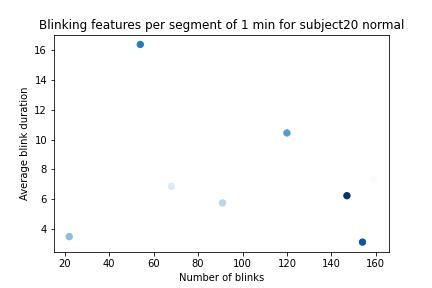 Blinking features per segment of 1 min for subject20 normal
16
14
12
10
8
6
4
Average blink duration
20 40 60 80 100 120 140 160
Number of blinks